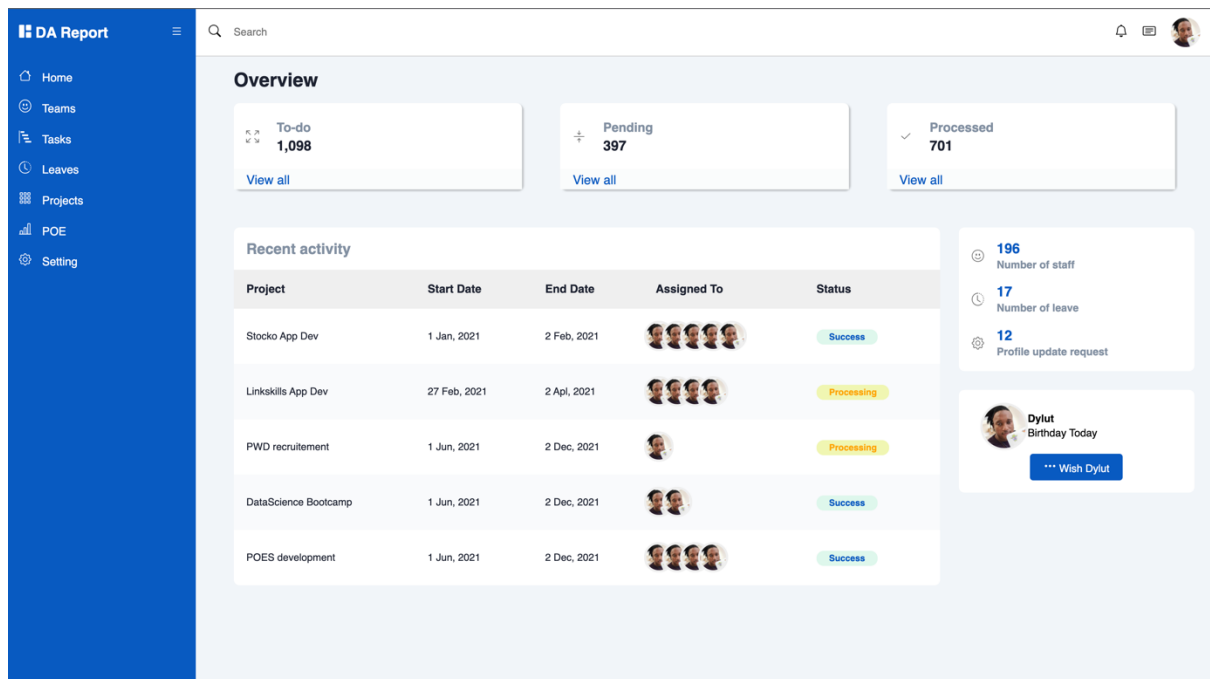 DA Report
Search
Home
Teams
Tasks
Leaves
Projects
POE
Setting
Overview
To-do
1,098
View all
Pending
397
View all
Processed
701
View all
Recent activity
Project Start Date End Date Assigned To Status
Stocko App Dev 1 Jan, 2021 2 Feb, 2021 Success
Linkskills App Dev 27 Feb, 2021 2 Apl, 2021 Processing
PWD recruitement 1 Jun, 2021 2 Dec, 2021 Processing
DataScience Bootcamp 1 Jun, 2021 2 Dec, 2021 Success
POES development 1 Jun, 2021 2 Dec, 2021 Success
196
Number of staff
17
Number of leave
12
Profile update request
Dylut
Birthday Today
Wish Dylut